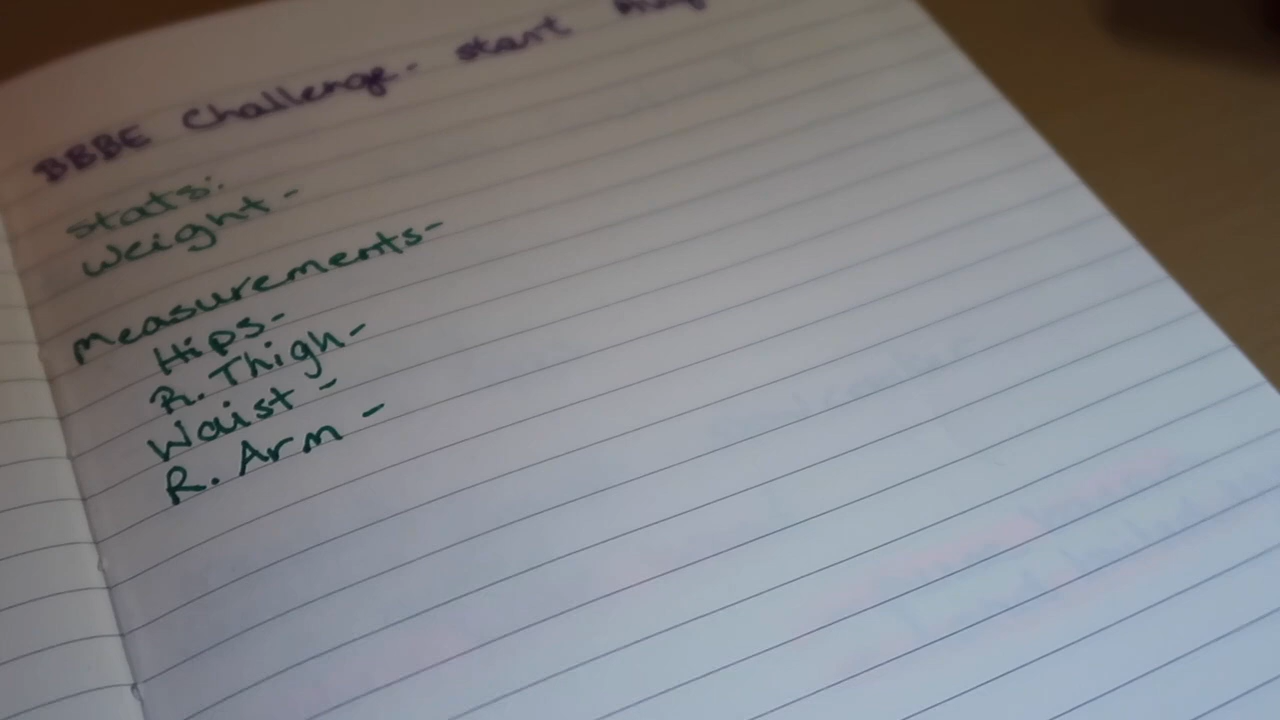 BBBE Challenge - start
stats:
weight -
Measurements -
Hips -
R. Thigh -
Waist -
R. Arm -